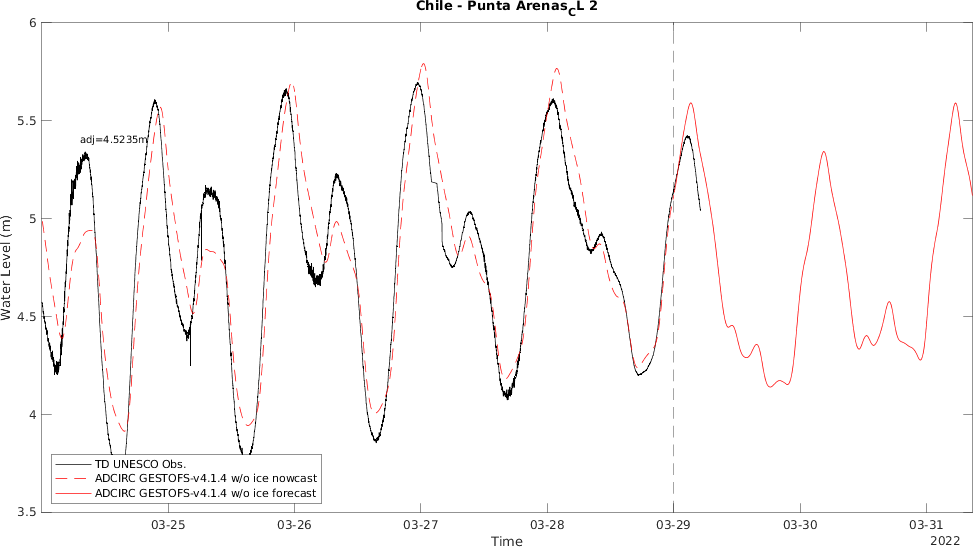 Chile - Punta ArenasCL 2
6
5.5
5
4.5
4
3.5
Water Level (m)
adj=4.5235m
TD UNESCO Obs.
ADCIRC GESTOFS-v4.1.4 w/o ice nowcast
ADCIRC GESTOFS-v4.1.4 w/o ice forecast
03-25 03-26 03-27 03-28 03-29 03-30 03-31
Time
2022